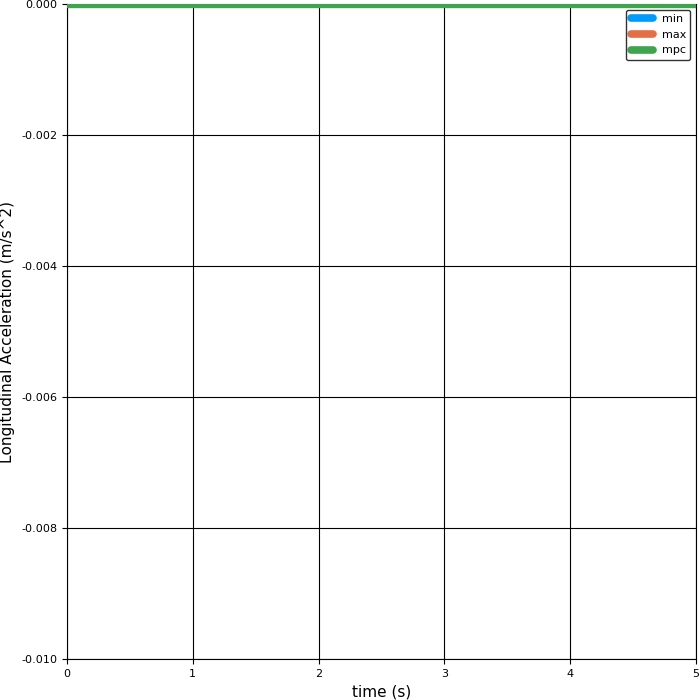 0.000
-0.002
-0.004
-0.006
-0.008
-0.010
Longitudinal Acceleration (m/s^2)
min
max
mpc
0 1 2 3 4 5
time (s)